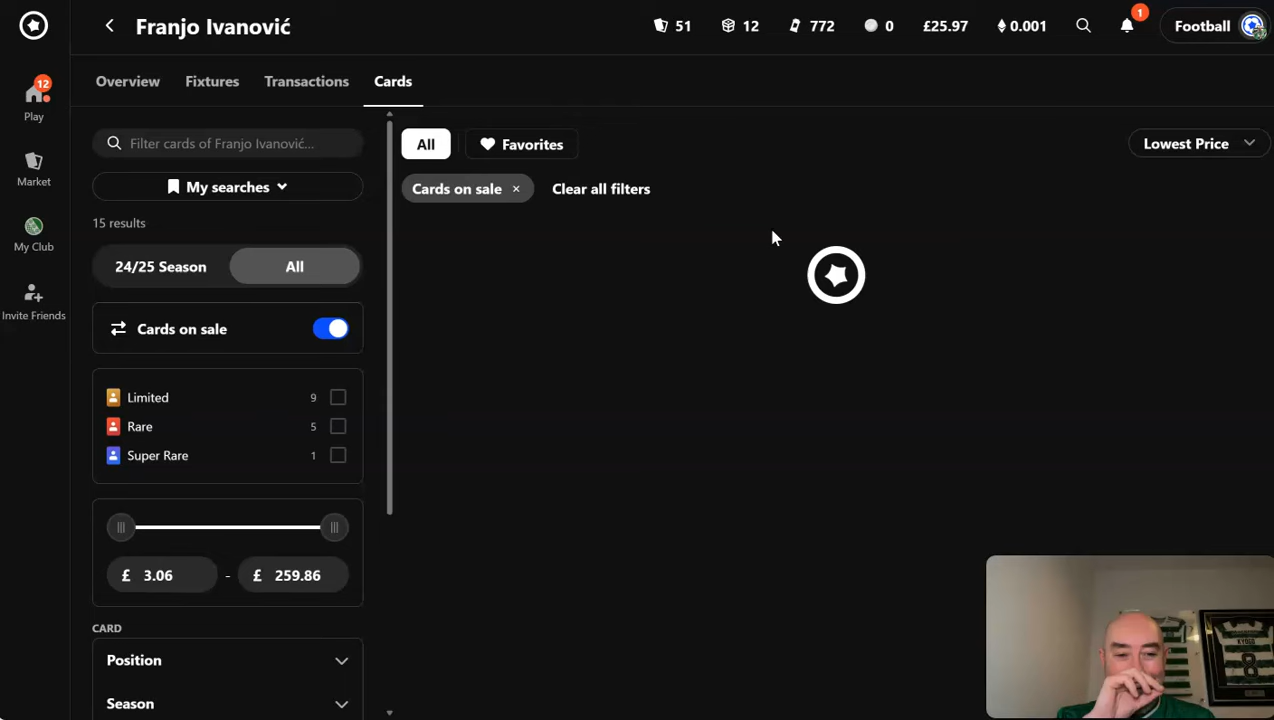 Franjo Ivanović
51
12
772
0
£25.97
0.001
1
Football
12
Play
Market
My Club
Invite Friends
Overview
Fixtures
Transactions
Cards
Filter cards of Franjo Ivanović...
My searches
15 results
24/25 Season
All
Cards on sale
Limited
9
Rare
5
Super Rare
1
£ 3.06
-
£ 259.86
CARD
Position
Season
All
Favorites
Lowest Price
Cards on sale ×
Clear all filters
KYOGO
8